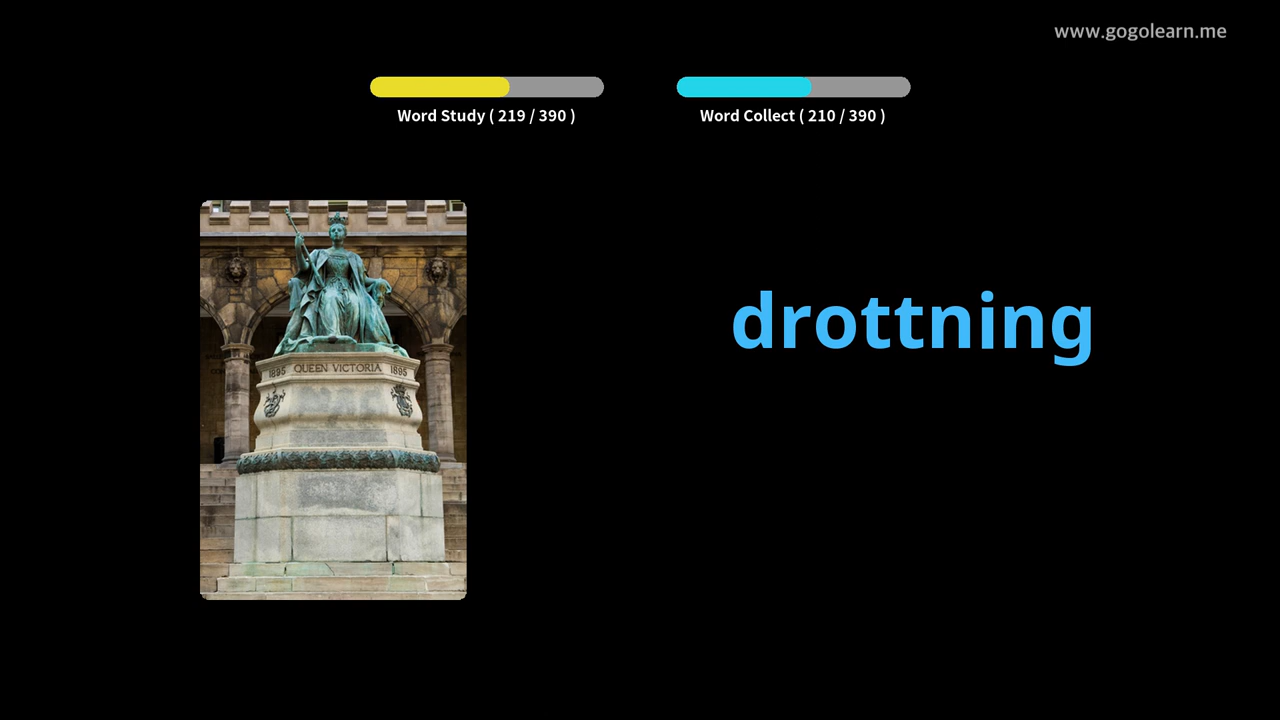 www.gogolearn.me
Word Study ( 219 / 390 )
Word Collect ( 210 / 390 )
1895 QUEEN VICTORIA 1895
drottning